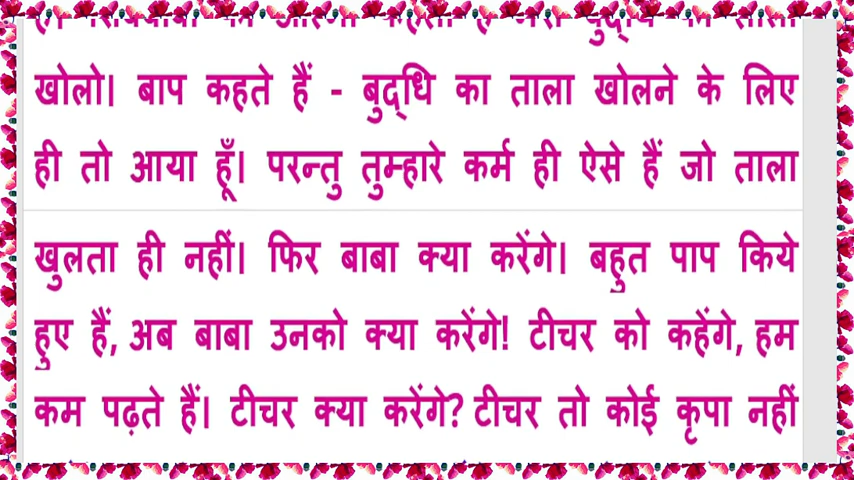 खोलो। बाप कहते हैं - बुद्धि का ताला खोलने के लिए
ही तो आया हूँ। परन्तु तुम्हारे कर्म ही ऐसे हैं जो ताला
खुलता ही नहीं। फिर बाबा क्या करेंगे। बहुत पाप किये
हुए हैं, अब बाबा उनको क्या करेंगे! टीचर को कहेंगे, हम
कम पढ़ते हैं। टीचर क्या करेंगे? टीचर तो कोई कृपा नहीं